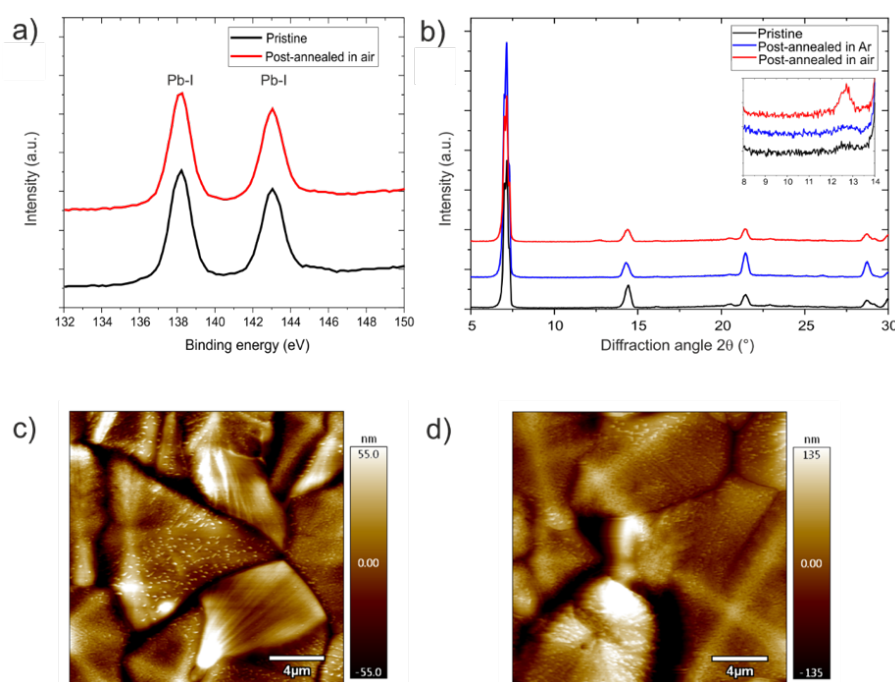 a)
Pristine
Post-annealed in air
Pb-I
Pb-I
Intensity (a.u.)
132 134 136 138 139 141 142 144 146 148 150
Binding energy (eV)
b)
Pristine
Post-annealed in Ar
Post-annealed in air
8 9 10 11 12 13 14
Intensity (a.u.)
5 10 15 20 25 30
Diffraction angle 2θ (°)
c)
nm
55.0
0.00
-55.0
4µm
d)
nm
135
0.00
-135
4µm